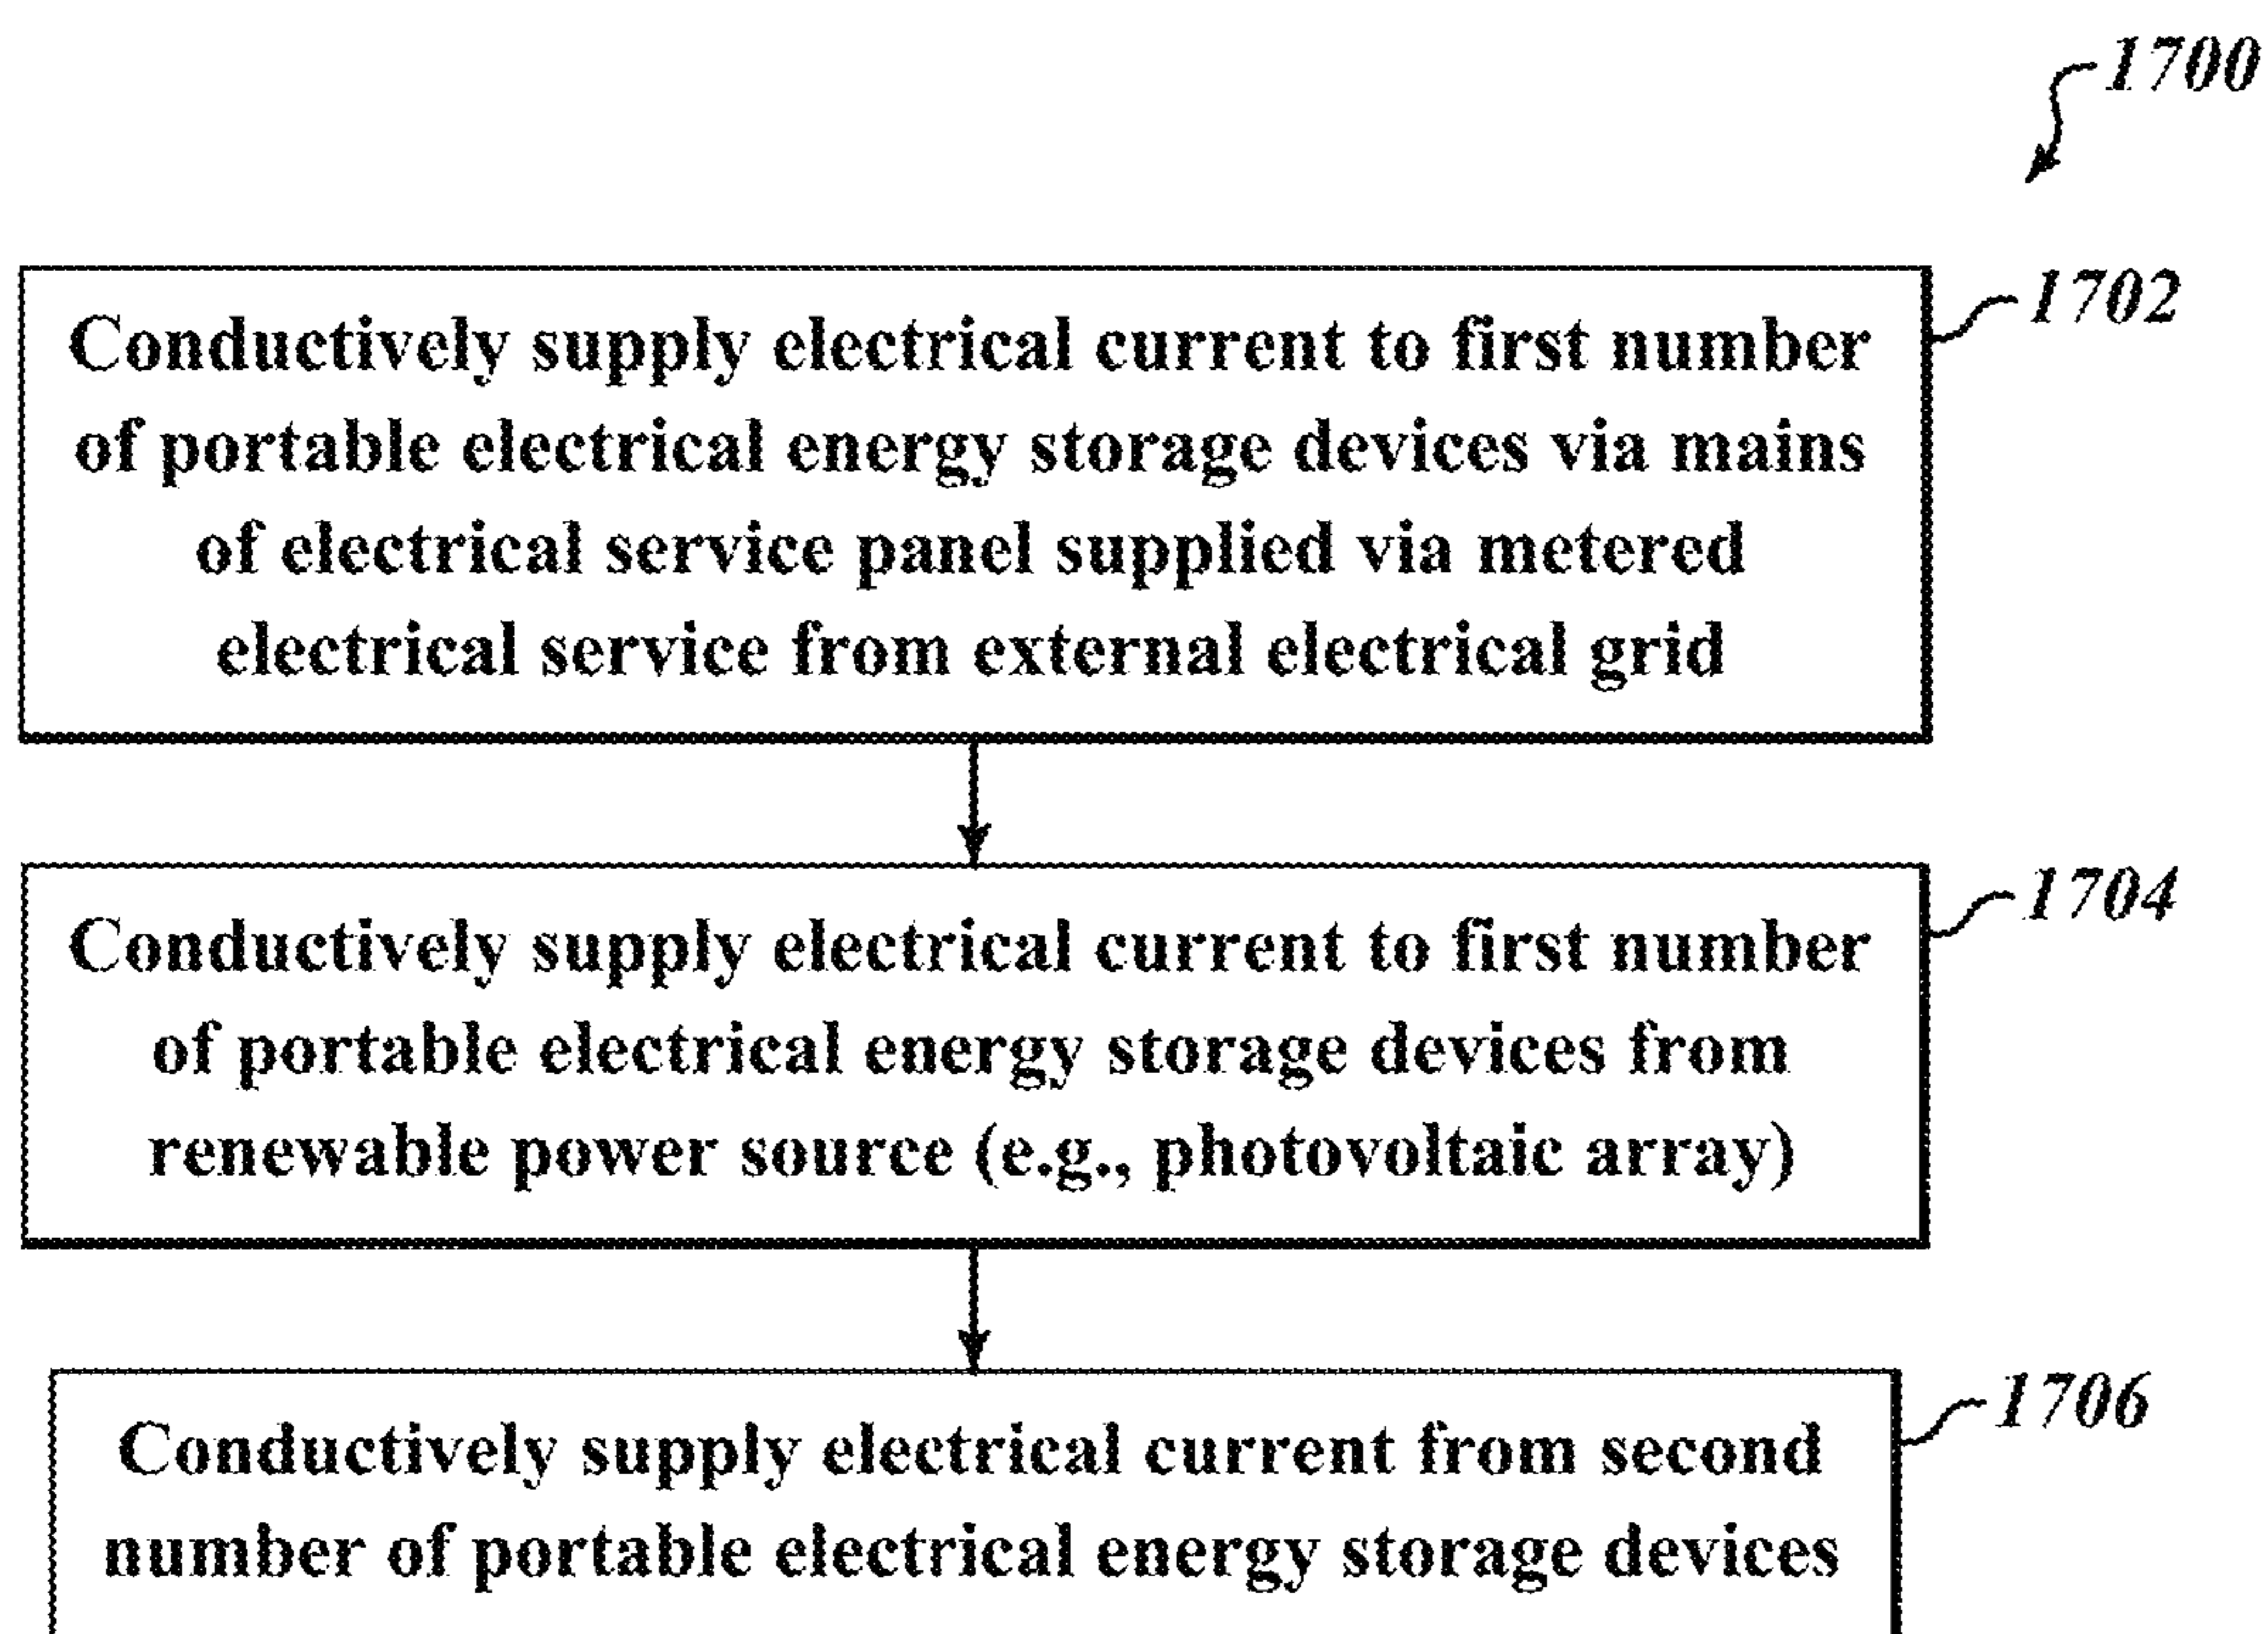 1700
1702
Conductively supply electrical current to first number
of portable electrical energy storage devices via mains
of electrical service panel supplied via metered
electrical service from external electrical grid
1704
Conductively supply electrical current to first number
of portable electrical energy storage devices from
renewable power source (e.g., photovoltaic array)
1706
Conductively supply electrical current from second
number of portable electrical energy storage devices